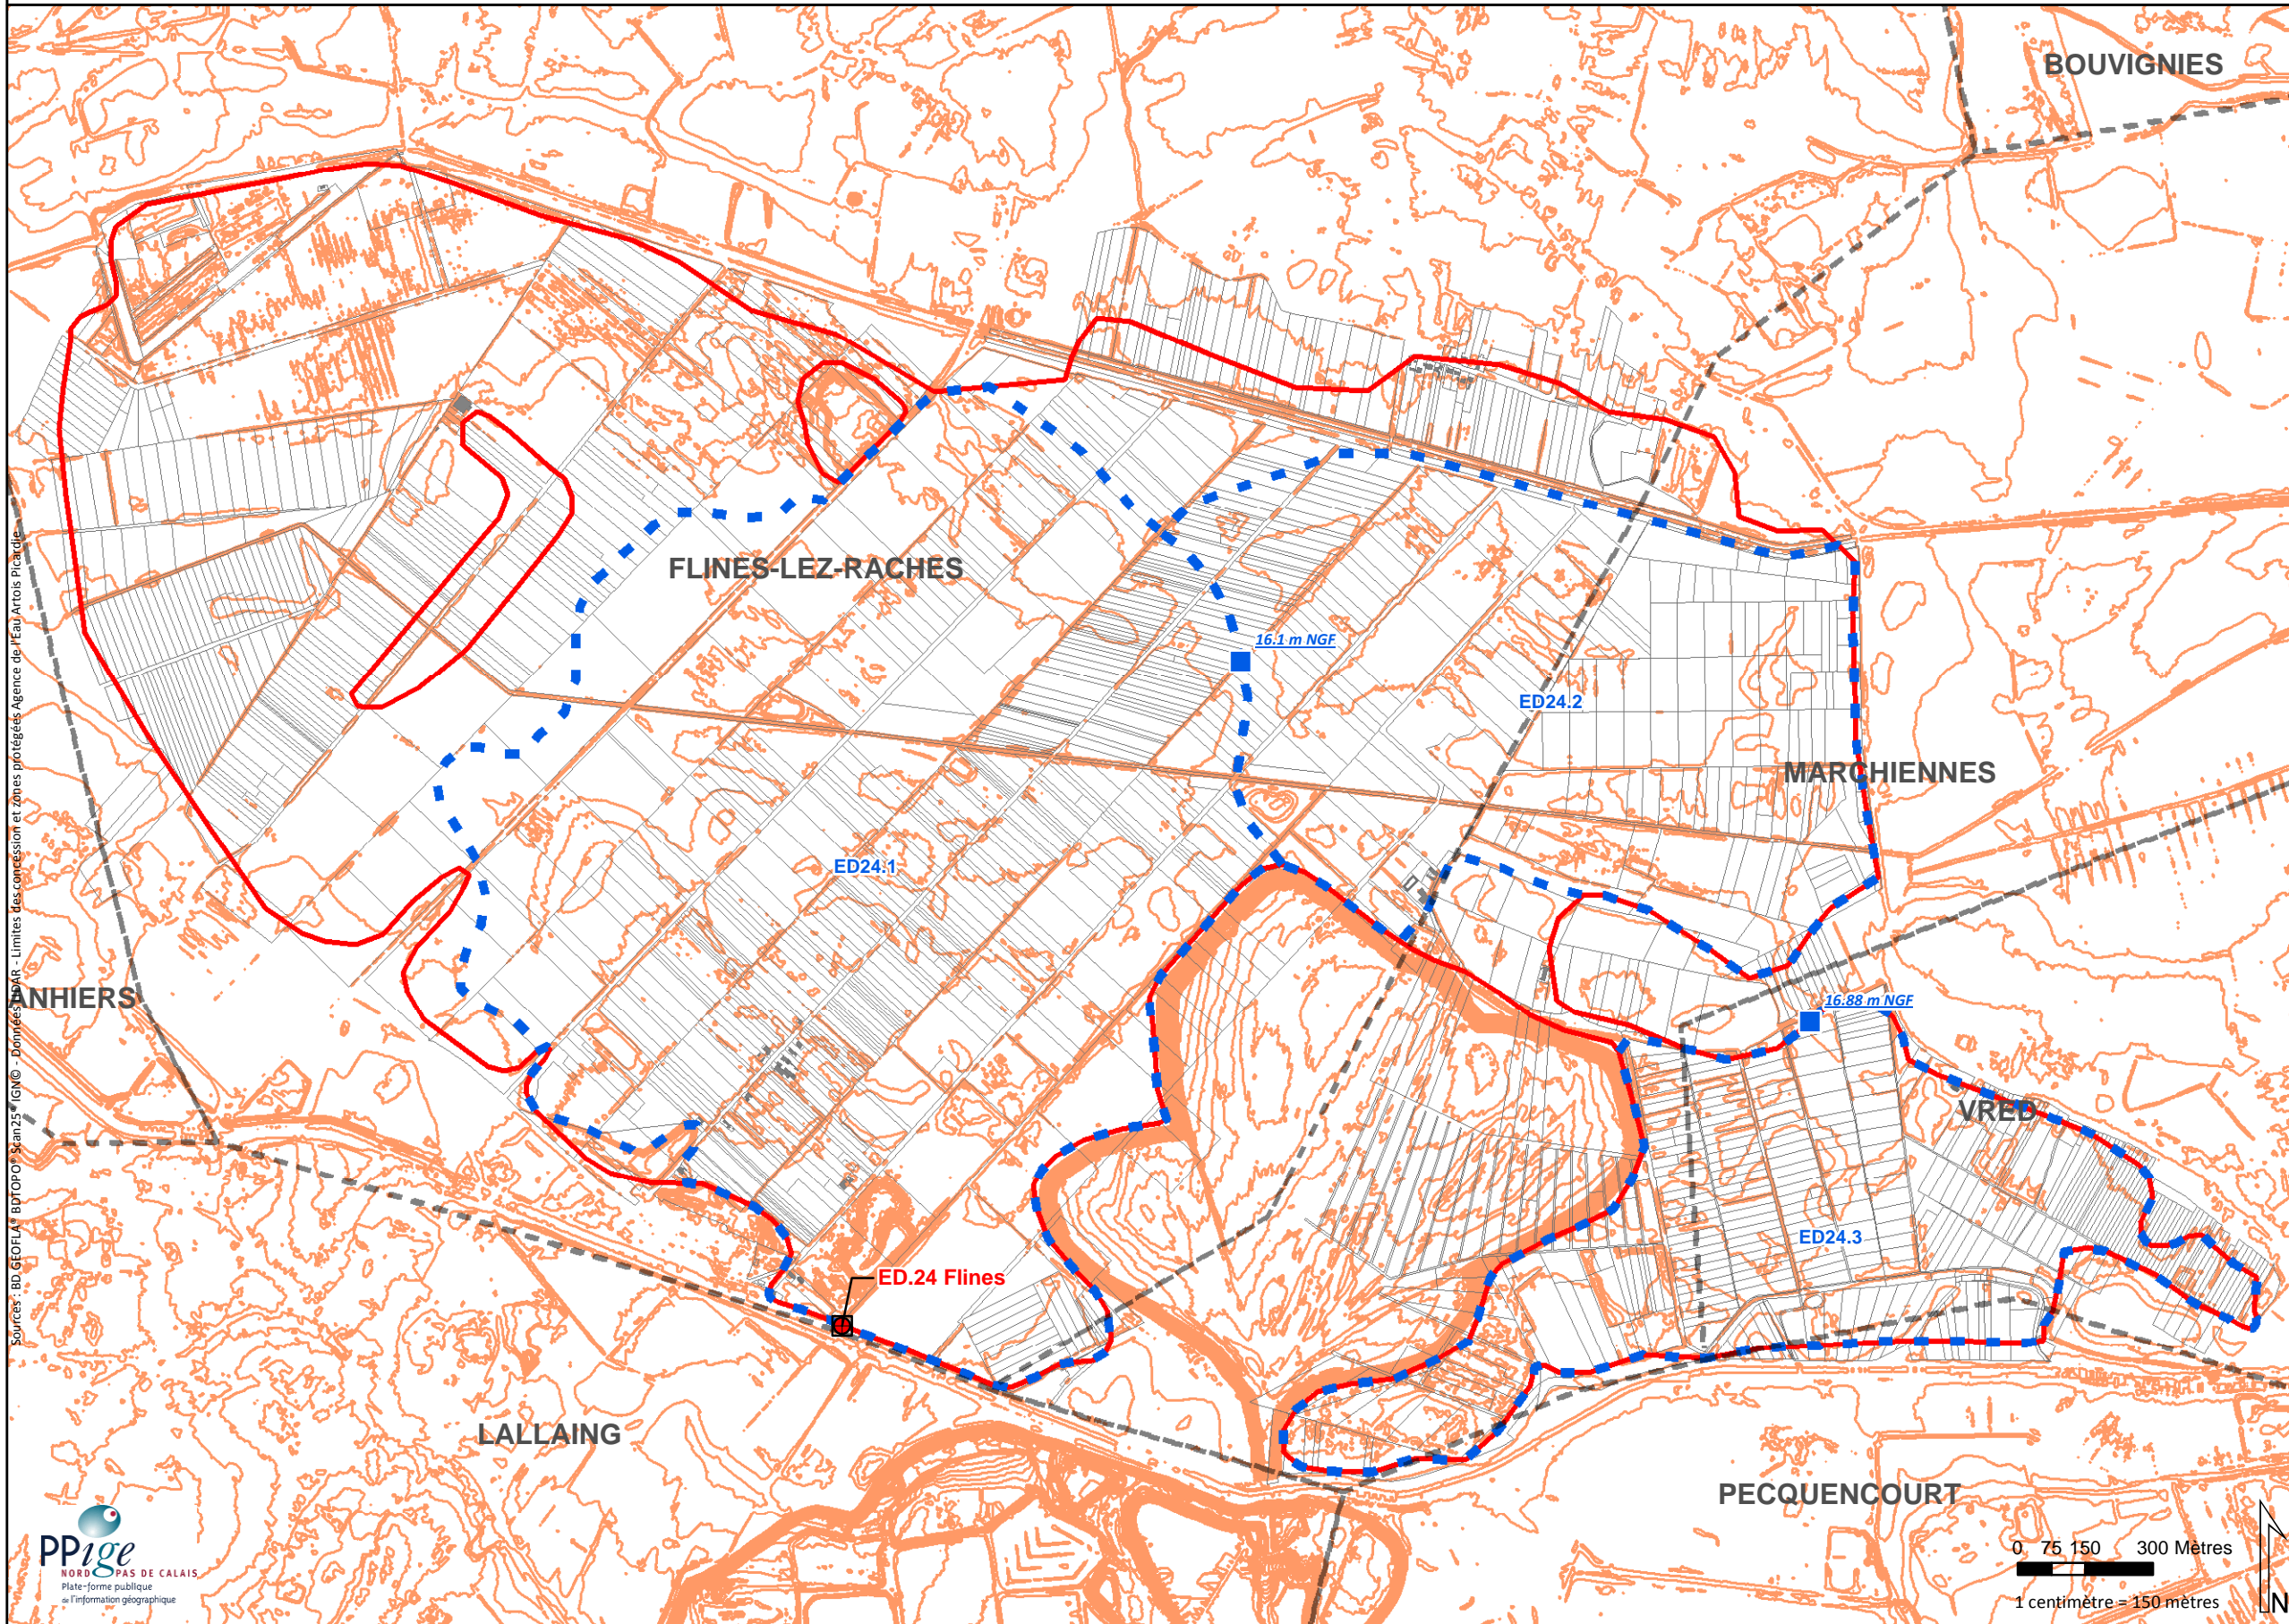 BOUVIGNIES
FLINES-LEZ-RACHES
16.1 m NGF
ED24.2
MARCHIENNES
ED24.1
ANHIERS
16.88 m NGF
VRED
ED24.3
ED.24 Flines
LALLAING
PECQUENCOURT
Sources : BD GEOFLA® BDTOPO® Scan25® IGN© - Données LIDAR - Limites des concession et zones protégées Agence de l'Eau Artois Picardie
PPige
NORD PAS DE CALAIS
Plate-forme publique
de l'information géographique
0 75 150 300 Mètres
1 centimètre = 150 mètres
N